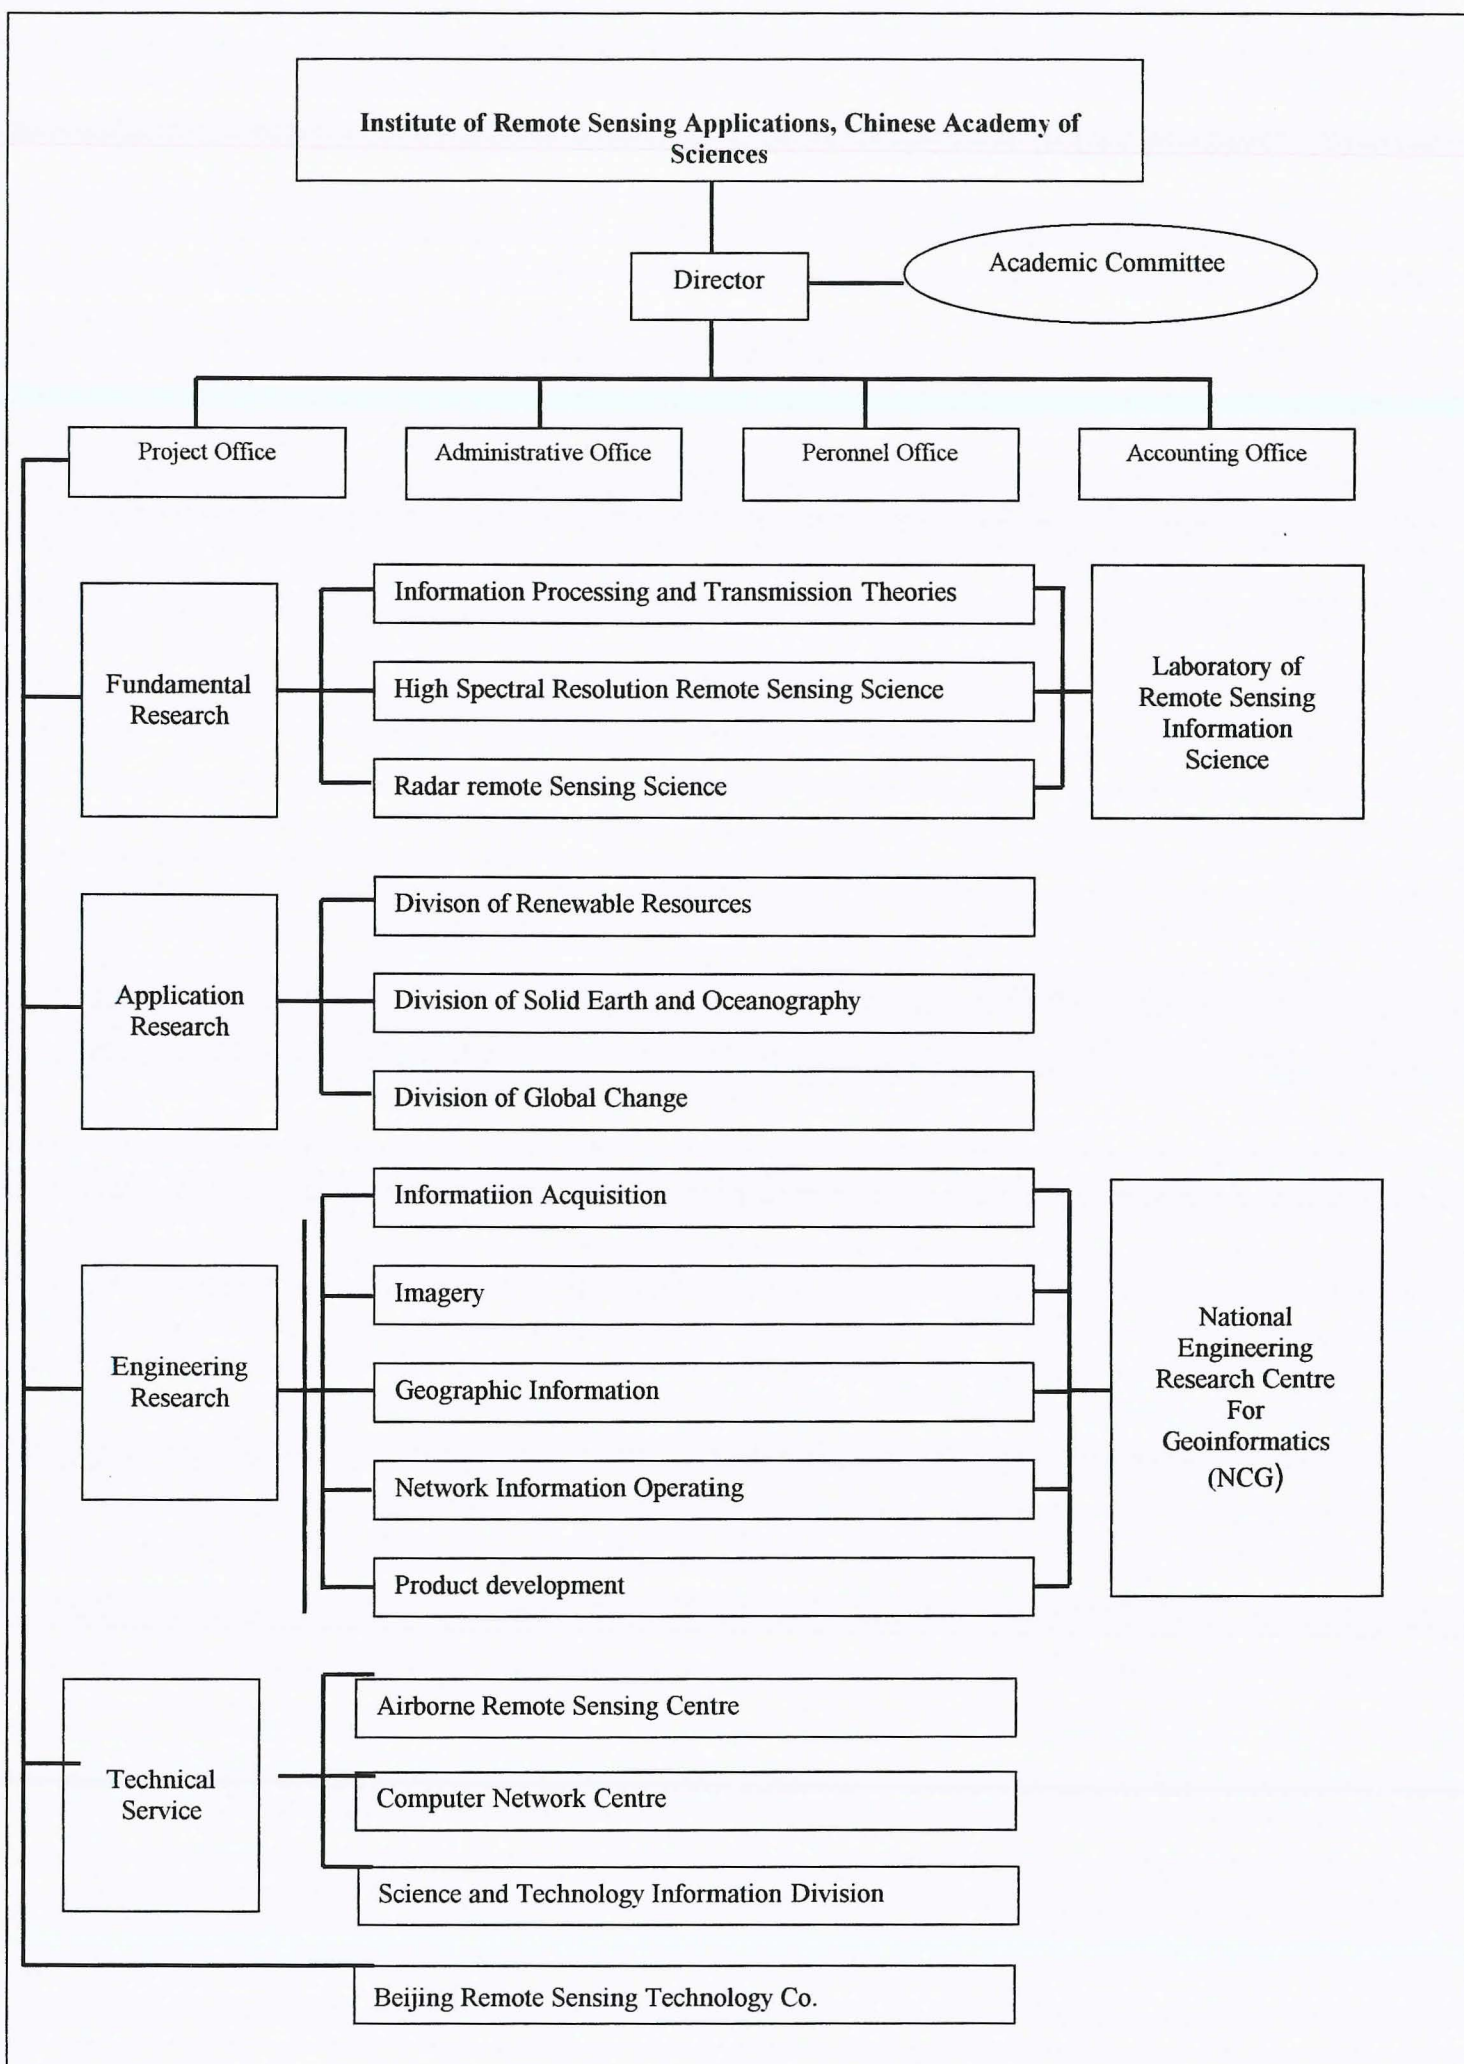 Institute of Remote Sensing Applications, Chinese Academy of
Sciences
Director
Academic Committee
Project Office
Administrative Office
Peronnel Office
Accounting Office
Fundamental
Research
Information Processing and Transmission Theories
High Spectral Resolution Remote Sensing Science
Radar remote Sensing Science
Laboratory of
Remote Sensing
Information
Science
Application
Research
Divison of Renewable Resources
Division of Solid Earth and Oceanography
Division of Global Change
Engineering
Research
Informatiion Acquisition
Imagery
Geographic Information
Network Information Operating
Product development
National
Engineering
Research Centre
For
Geoinformatics
(NCG)
Technical
Service
Airborne Remote Sensing Centre
Computer Network Centre
Science and Technology Information Division
Beijing Remote Sensing Technology Co.